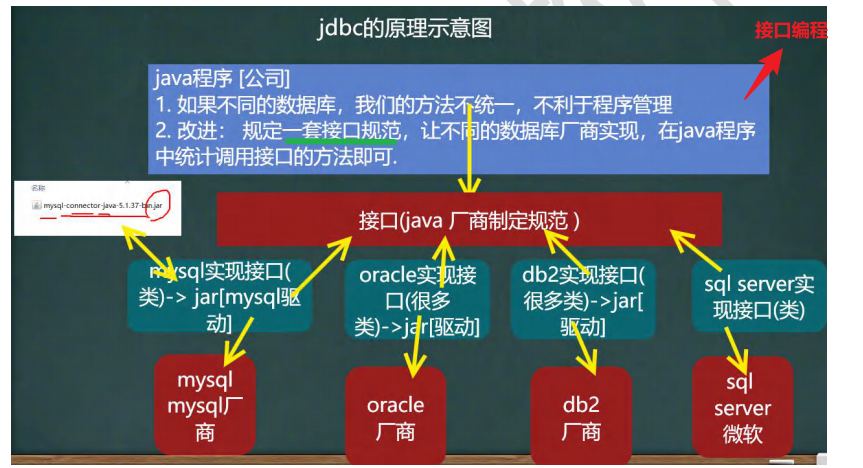 jdbc的原理示意图
接口编程
java程序 [公司]
1. 如果不同的数据库，我们的方法不统一，不利于程序管理
2. 改进： 规定一套接口规范，让不同的数据库厂商实现，在java程序
中统计调用接口的方法即可.
名称
mysql-connector-java-5.1.37-bin.jar
接口(java 厂商制定规范 )
mysql实现接口(
类)-> jar[mysql驱
动]
oracle实现接
口(很多
类)->jar[驱动]
db2实现接口(
很多类)->jar[
驱动]
sql server实
现接口(类)
mysql
mysql厂
商
oracle
厂商
db2
厂商
sql
server
微软